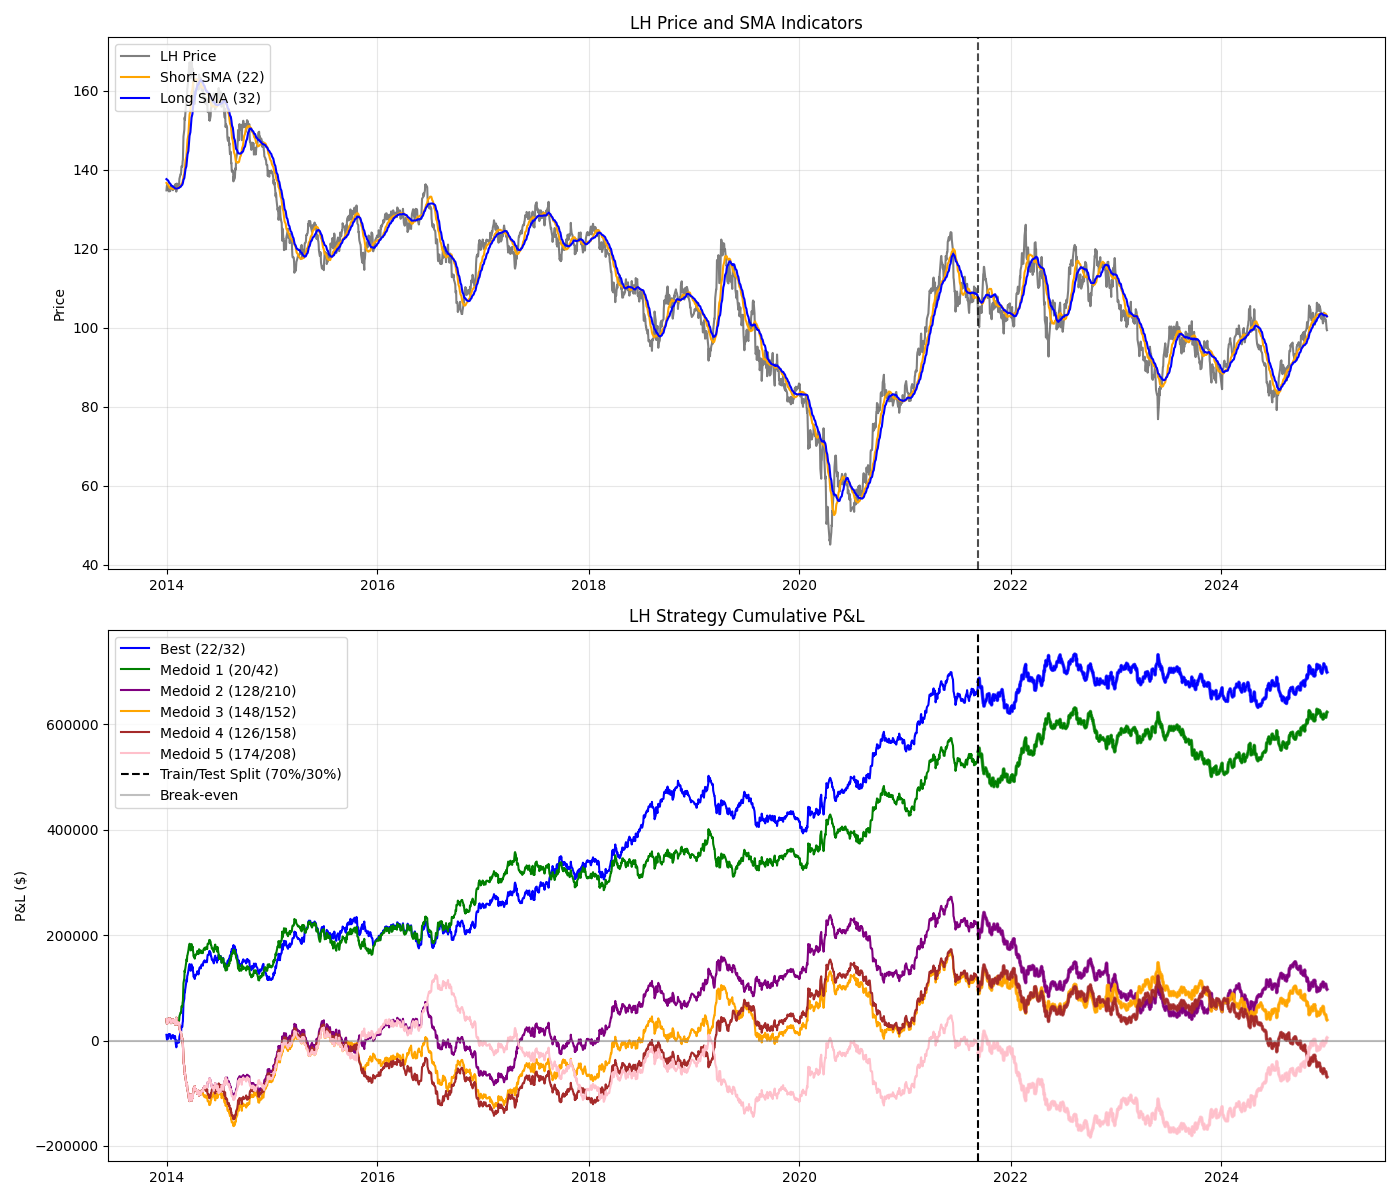 LH Price and SMA Indicators
LH Price
Short SMA (22)
Long SMA (32)
Price
160
140
120
100
80
60
40
2014
2016
2018
2020
2022
2024
LH Strategy Cumulative P&L
Best (22/32)
Medoid 1 (20/42)
Medoid 2 (128/210)
Medoid 3 (148/152)
Medoid 4 (126/158)
Medoid 5 (174/208)
Train/Test Split (70%/30%)
Break-even
P&L ($)
600000
400000
200000
0
−200000
2014
2016
2018
2020
2022
2024